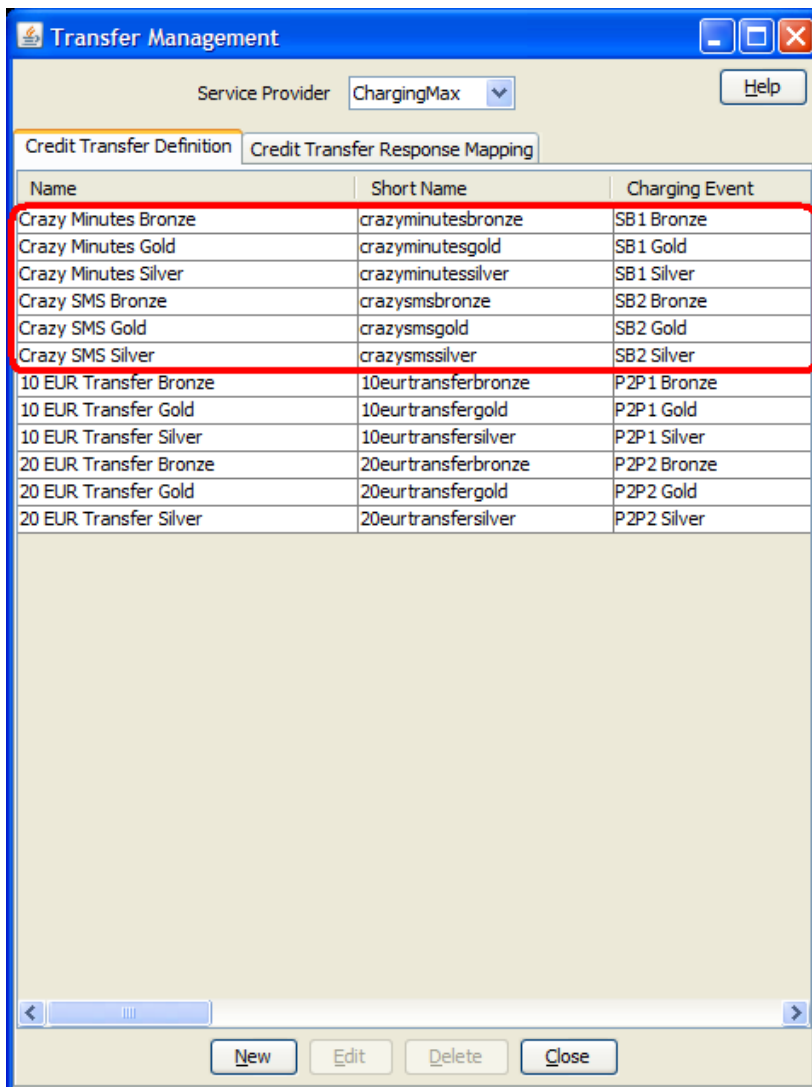 Transfer Management
Service Provider ChargingMax Help
Credit Transfer Definition Credit Transfer Response Mapping
Name Short Name Charging Event
Crazy Minutes Bronze crazyminutesbronze SB1 Bronze
Crazy Minutes Gold crazyminutesgold SB1 Gold
Crazy Minutes Silver crazyminutessilver SB1 Silver
Crazy SMS Bronze crazysmsbronze SB2 Bronze
Crazy SMS Gold crazysmsgold SB2 Gold
Crazy SMS Silver crazysmssilver SB2 Silver
10 EUR Transfer Bronze 10eurtransferbronze P2P1 Bronze
10 EUR Transfer Gold 10eurtransfergold P2P1 Gold
10 EUR Transfer Silver 10eurtransfersilver P2P1 Silver
20 EUR Transfer Bronze 20eurtransferbronze P2P2 Bronze
20 EUR Transfer Gold 20eurtransfergold P2P2 Gold
20 EUR Transfer Silver 20eurtransfersilver P2P2 Silver
New Edit Delete Close